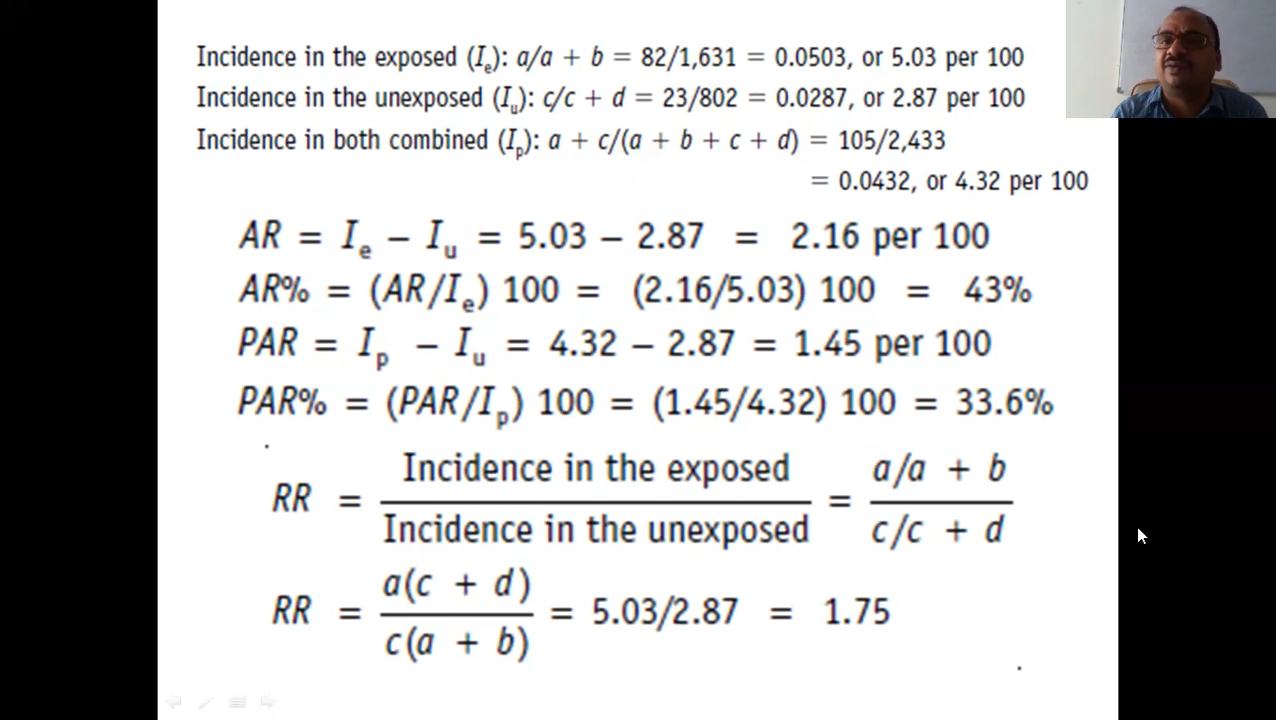 Incidence in the exposed (Ie): a/a + b = 82/1,631 = 0.0503, or 5.03 per 100
Incidence in the unexposed (Iu): c/c + d = 23/802 = 0.0287, or 2.87 per 100
Incidence in both combined (Ip): a + c/(a + b + c + d) = 105/2,433
= 0.0432, or 4.32 per 100
AR = Ie − Iu = 5.03 − 2.87 = 2.16 per 100
AR% = (AR/Ie) 100 = (2.16/5.03) 100 = 43%
PAR = Ip − Iu = 4.32 − 2.87 = 1.45 per 100
PAR% = (PAR/Ip) 100 = (1.45/4.32) 100 = 33.6%
RR = Incidence in the exposed / Incidence in the unexposed = a/a + b / c/c + d
RR = a(c + d) / c(a + b) = 5.03/2.87 = 1.75